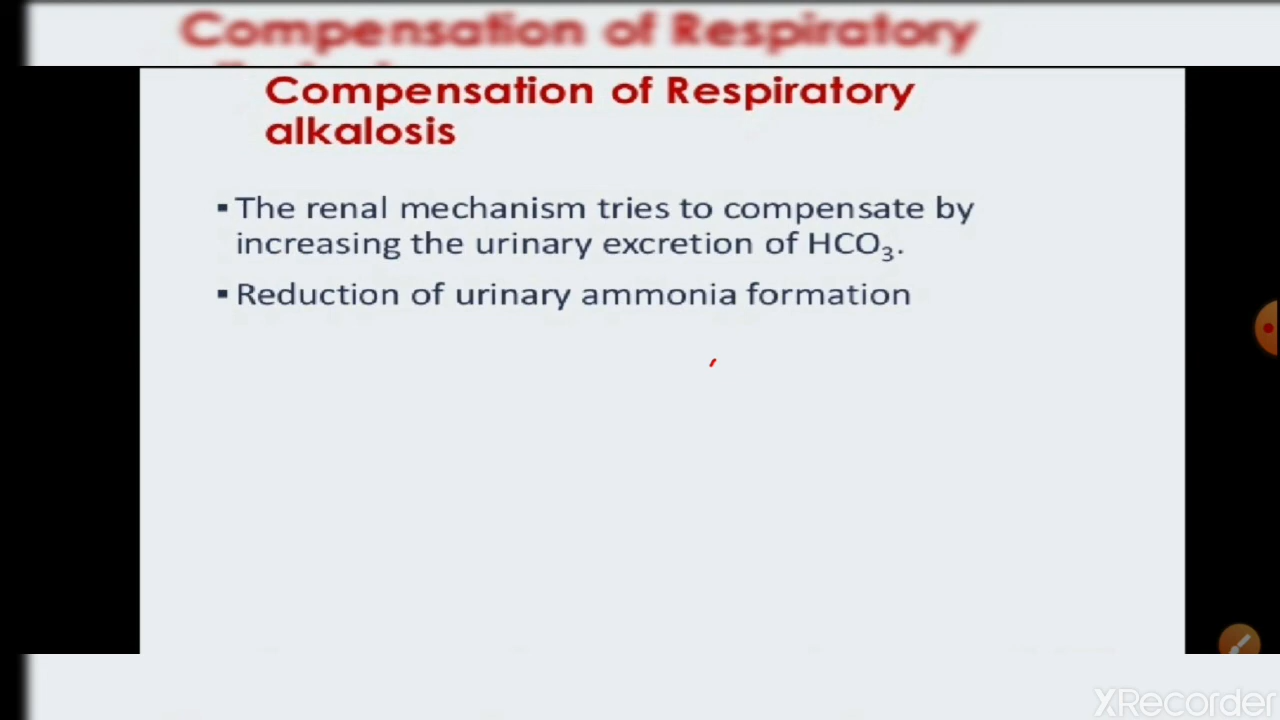 Compensation of Respiratory
Compensation of Respiratory
alkalosis
▪ The renal mechanism tries to compensate by
increasing the urinary excretion of HCO₃.
▪ Reduction of urinary ammonia formation
XRecorder